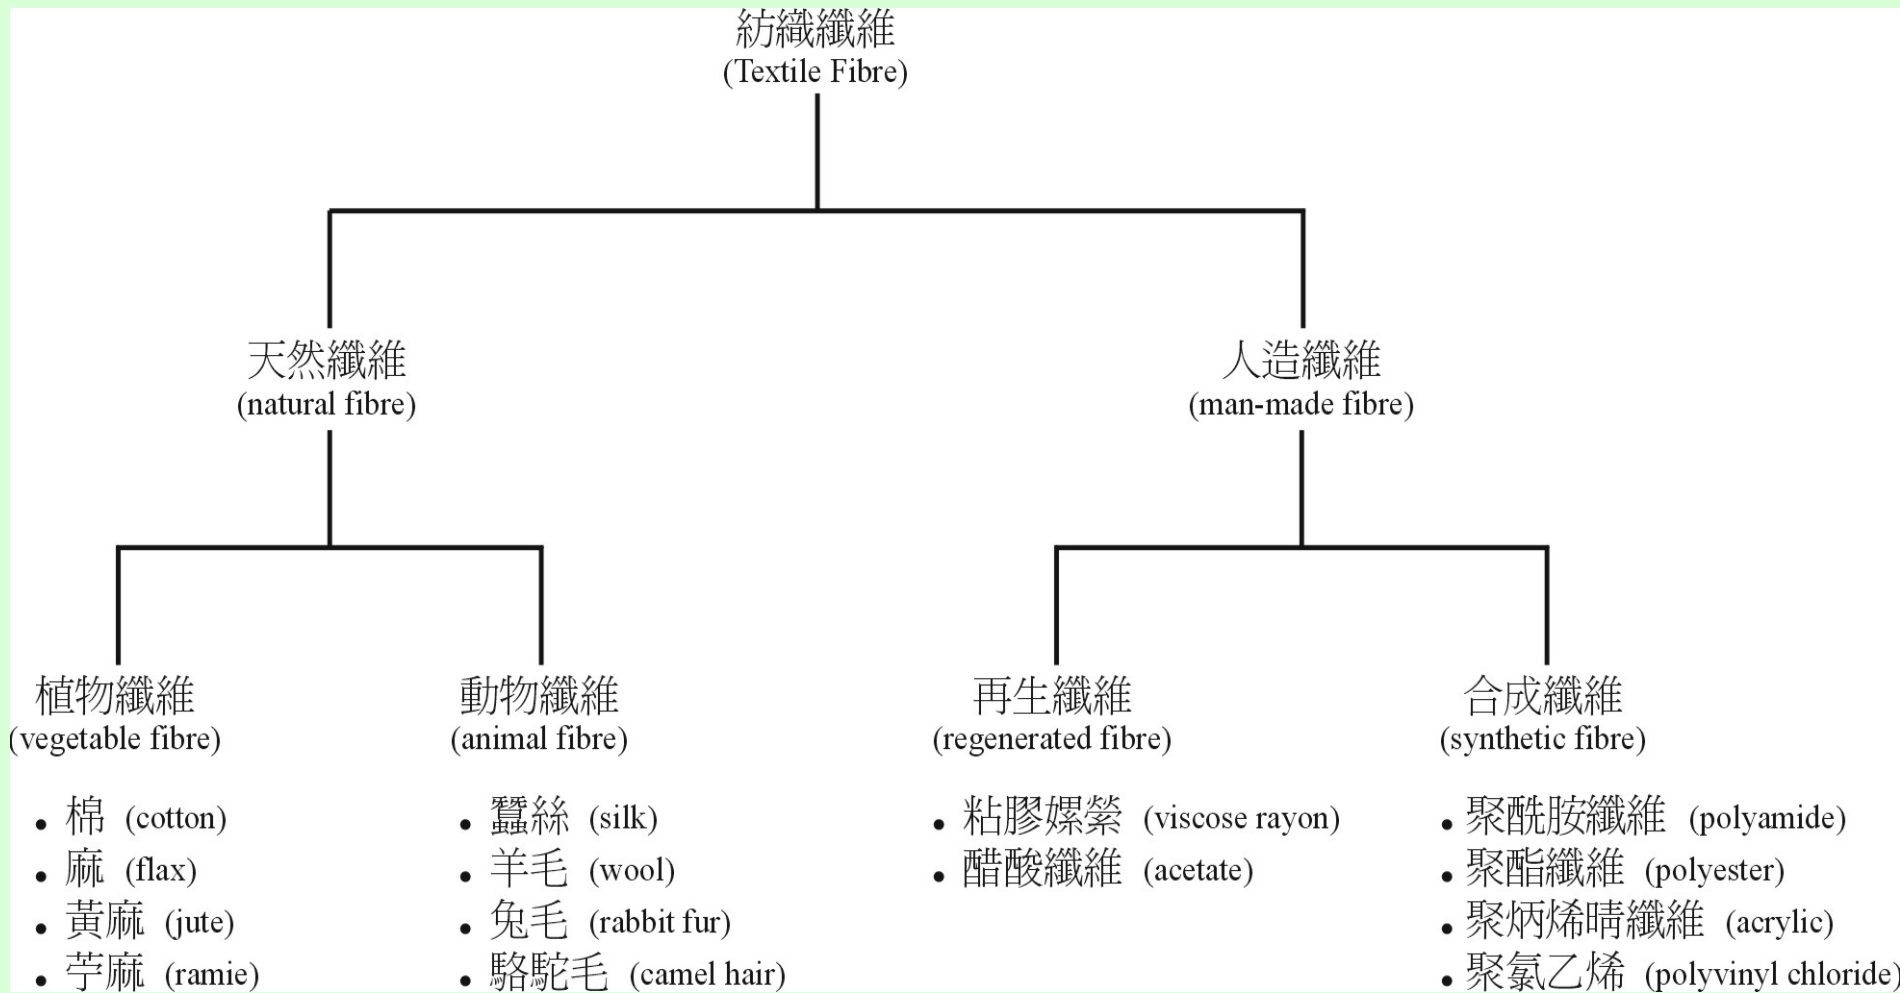 紡織纖維
(Textile Fibre)
天然纖維
(natural fibre)
人造纖維
(man-made fibre)
植物纖維
(vegetable fibre)
• 棉 (cotton)
• 麻 (flax)
• 黃麻 (jute)
• 苧麻 (ramie)
動物纖維
(animal fibre)
• 蠶絲 (silk)
• 羊毛 (wool)
• 兔毛 (rabbit fur)
• 駱駝毛 (camel hair)
再生纖維
(regenerated fibre)
• 粘膠嫘縈 (viscose rayon)
• 醋酸纖維 (acetate)
合成纖維
(synthetic fibre)
• 聚酰胺纖維 (polyamide)
• 聚酯纖維 (polyester)
• 聚炳烯晴纖維 (acrylic)
• 聚氯乙烯 (polyvinyl chloride)